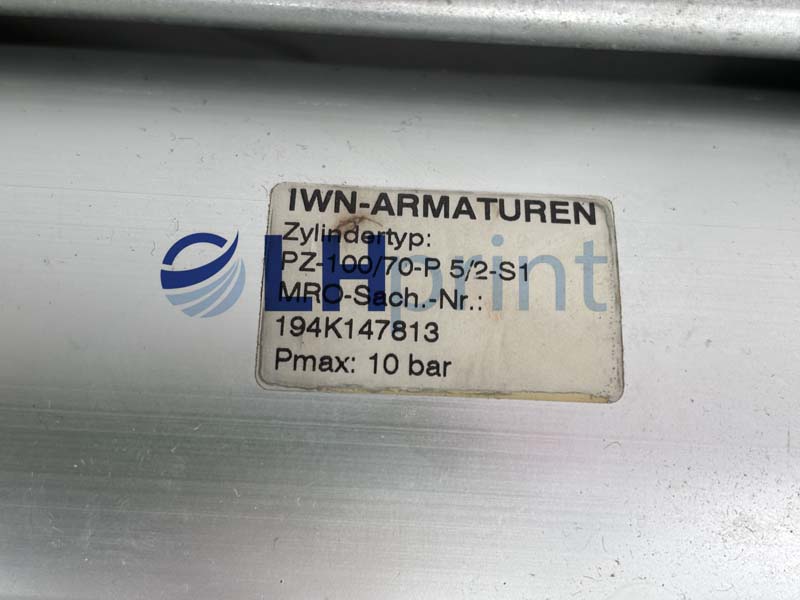 IWN-ARMATUREN
Zylindertyp:
PZ-100/70-P 5/2-S1
MRO-Sach.-Nr.:
194K147813
Pmax: 10 bar
LHprint